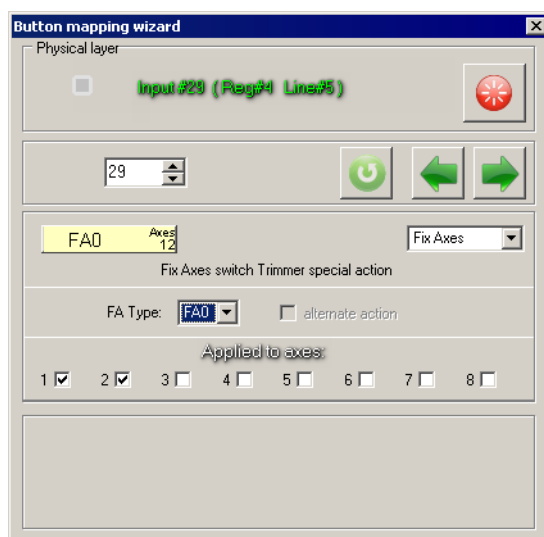 Button mapping wizard
Physical layer
Input#29 (Reg#4 Line#5)
29
FA0 Axes 12
Fix Axes
Fix Axes switch Trimmer special action
FA Type: FA0 alternate action
Applied to axes:
1 2 3 4 5 6 7 8